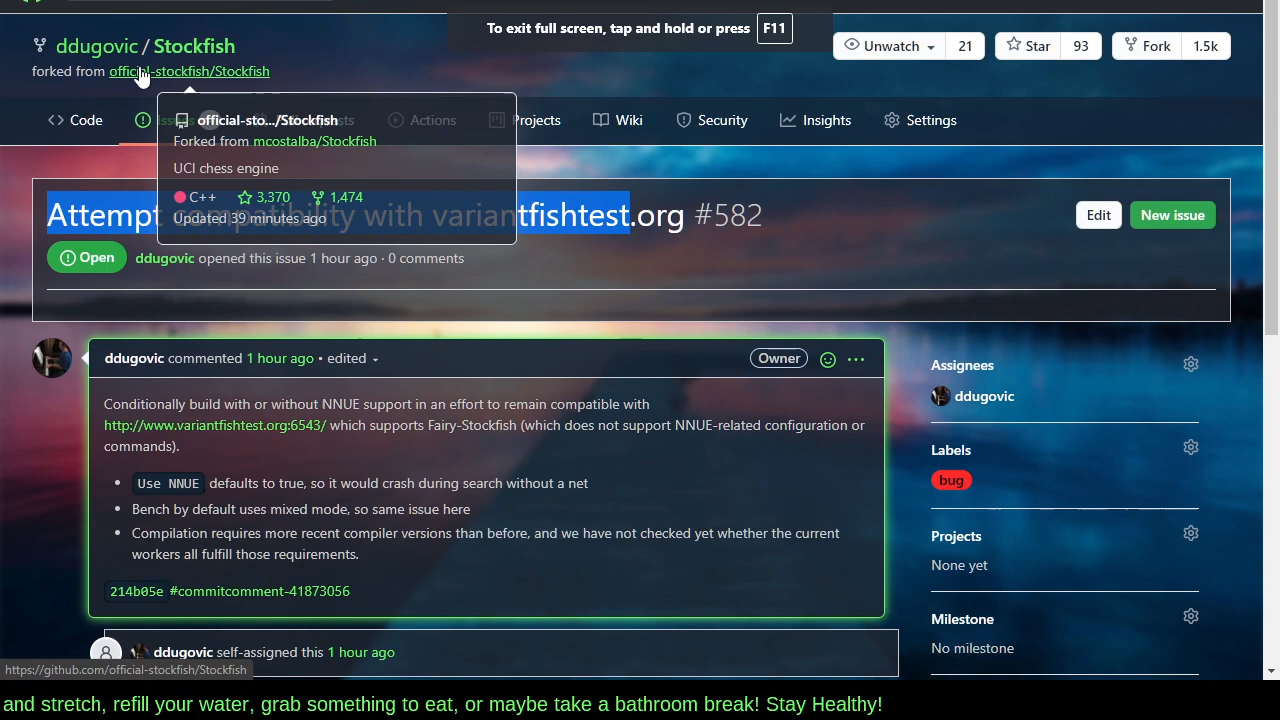 To exit full screen, tap and hold or press F11
ddugovic / Stockfish
Unwatch 21 Star 93 Fork 1.5k
forked from official-stockfish/Stockfish
Code Issues Actions Projects Wiki Security Insights Settings
official-sto.../Stockfish
Forked from mcostalba/Stockfish
UCI chess engine
C++ 3,370 1,474
Updated 39 minutes ago
Attempt compatibility with variantfishtest.org #582
Edit New issue
Open ddugovic opened this issue 1 hour ago · 0 comments
ddugovic commented 1 hour ago • edited
Owner
Conditionally build with or without NNUE support in an effort to remain compatible with
http://www.variantfishtest.org:6543/ which supports Fairy-Stockfish (which does not support NNUE-related configuration or
commands).
• Use NNUE defaults to true, so it would crash during search without a net
• Bench by default uses mixed mode, so same issue here
• Compilation requires more recent compiler versions than before, and we have not checked yet whether the current
workers all fulfill those requirements.
214b05e #commitcomment-41873056
ddugovic self-assigned this 1 hour ago
Assignees
ddugovic
Labels
bug
Projects
None yet
Milestone
No milestone
https://github.com/official-stockfish/Stockfish
and stretch, refill your water, grab something to eat, or maybe take a bathroom break! Stay Healthy!